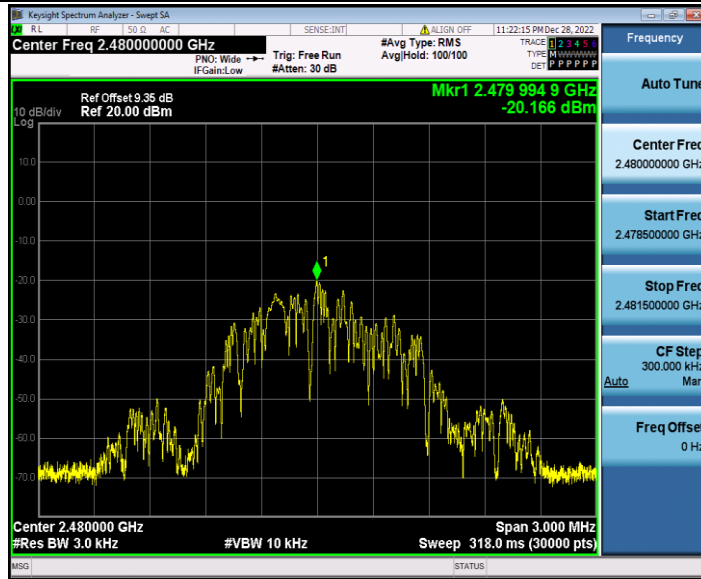 Keysight Spectrum Analyzer - Swept SA
RL RF 50 Ω AC SENSE:INT ALIGN OFF 11:22:15 PM Dec 28, 2022
Center Freq 2.480000000 GHz
PNO: Wide
IFGain:Low
Trig: Free Run
#Atten: 30 dB
#Avg Type: RMS
Avg|Hold: 100/100
TRACE 1 2 3 4 5 6
TYPE M W W W W W
DET P P P P P P
Ref Offset 9.35 dB
Ref 20.00 dBm
10 dB/div
Log
Mkr1 2.479 994 9 GHz
-20.166 dBm
1
10.0
0.00
-10.0
-20.0
-30.0
-40.0
-50.0
-60.0
-70.0
Center 2.480000 GHz
Span 3.000 MHz
#Res BW 3.0 kHz
#VBW 10 kHz
Sweep 318.0 ms (30000 pts)
MSG
STATUS
Frequency
Auto Tune
Center Freq
2.480000000 GHz
Start Freq
2.478500000 GHz
Stop Freq
2.481500000 GHz
CF Step
300.000 kHz
Auto Man
Freq Offset
0 Hz